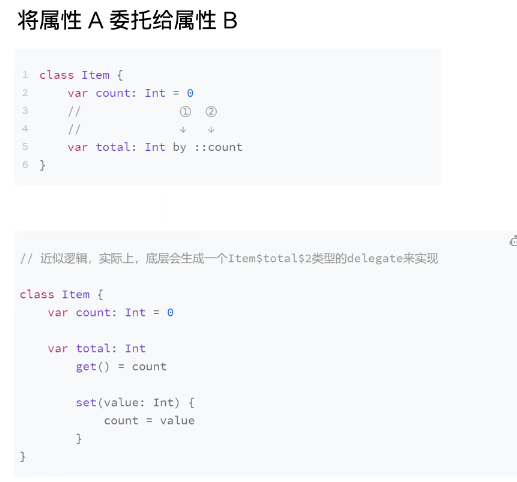 将属性 A 委托给属性 B
1 class Item {
2     var count: Int = 0
3     //              ①  ②
4     //              ↓   ↓
5     var total: Int by ::count
6 }
// 近似逻辑，实际上，底层会生成一个Item$total$2类型的delegate来实现
class Item {
    var count: Int = 0
    var total: Int
        get() = count
        set(value: Int) {
            count = value
        }
}